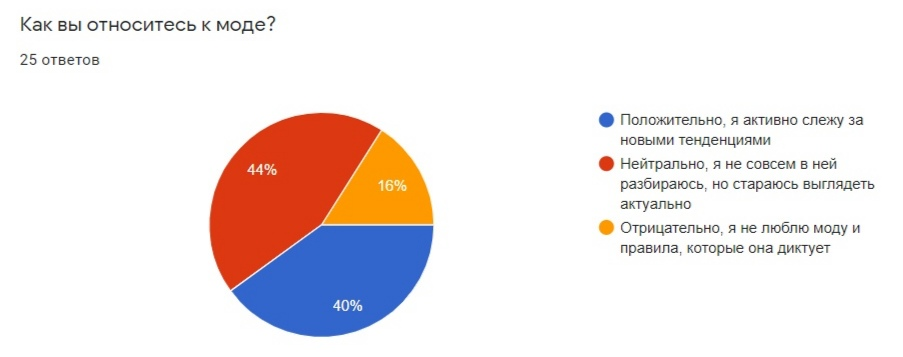 Как вы относитесь к моде?
25 ответов
44%
16%
40%
Положительно, я активно слежу за
новыми тенденциями
Нейтрально, я не совсем в ней
разбираюсь, но стараюсь выглядеть
актуально
Отрицательно, я не люблю моду и
правила, которые она диктует